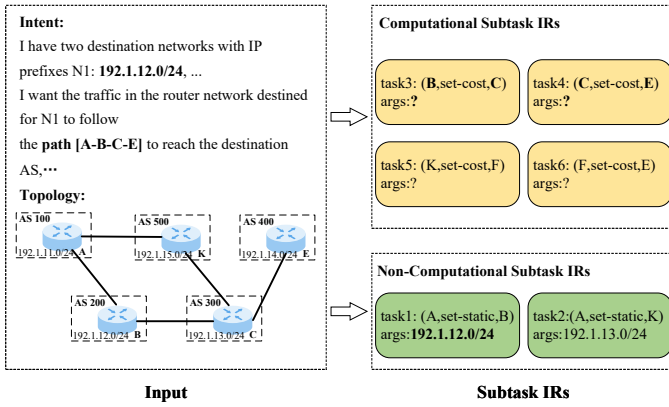 Intent:
I have two destination networks with IP
prefixes N1: 192.1.12.0/24, ...
I want the traffic in the router network destined
for N1 to follow
the path [A-B-C-E] to reach the destination
AS,⋯
Topology:
AS 100
192.1.11.0/24 A
AS 500
192.1.15.0/24 K
AS 400
192.1.14.0/24 E
AS 200
192.1.12.0/24 B
AS 300
192.1.13.0/24 C
Input
Computational Subtask IRs
task3: (B,set-cost,C)
args:?
task4: (C,set-cost,E)
args:?
task5: (K,set-cost,F)
args:?
task6: (F,set-cost,E)
args:?
Non-Computational Subtask IRs
task1: (A,set-static,B)
args:192.1.12.0/24
task2:(A,set-static,K)
args:192.1.13.0/24
Subtask IRs